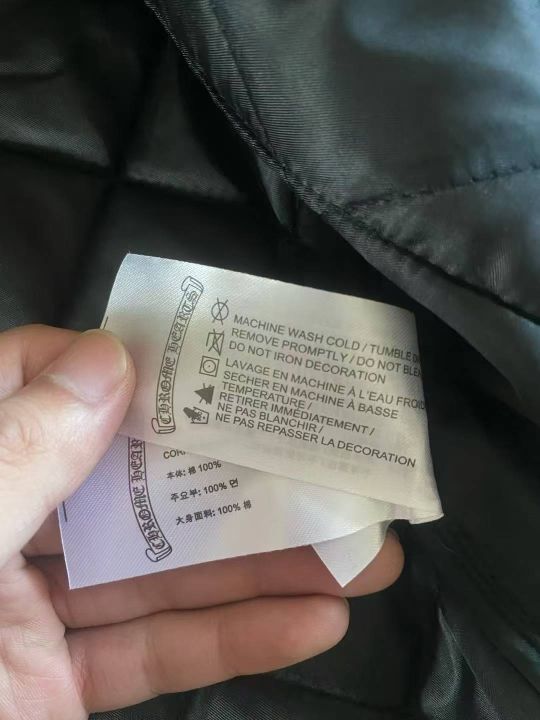 CHROME HEARTS
MACHINE WASH COLD / TUMBLE
REMOVE PROMPTLY / DO NOT
DO NOT IRON DECORATION
LAVAGE EN MACHINE À L'EAU FROID
SECHER EN MACHINE À BASSE
TEMPERATURE /
RETIRER IMMÉDIATEMENT /
NE PAS BLANCHIR /
NE PAS REPASSER LA DECORATION
CHROME HEAR
本体: 棉 100%
주요부: 100% 면
大身面料: 100% 棉